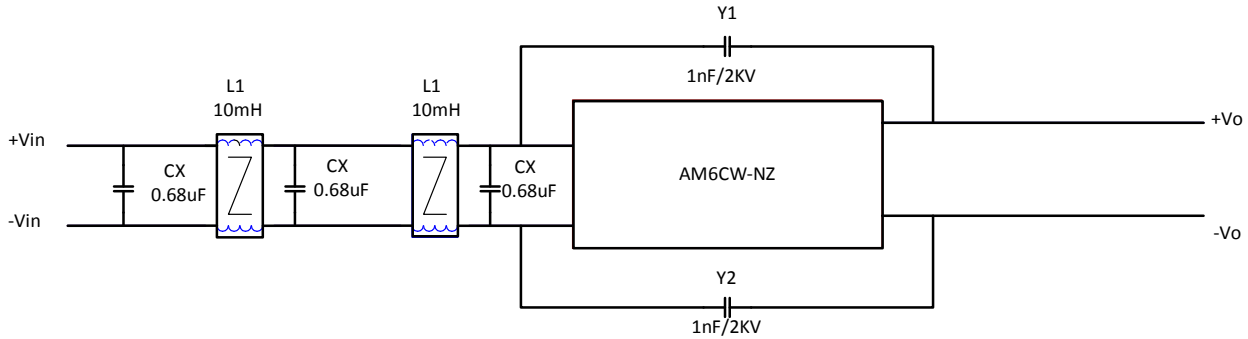 Y1
1nF/2KV
L1
10mH
L1
10mH
+Vin
+Vo
CX
0.68uF
CX
0.68uF
CX
0.68uF
AM6CW-NZ
-Vin
-Vo
Y2
1nF/2KV